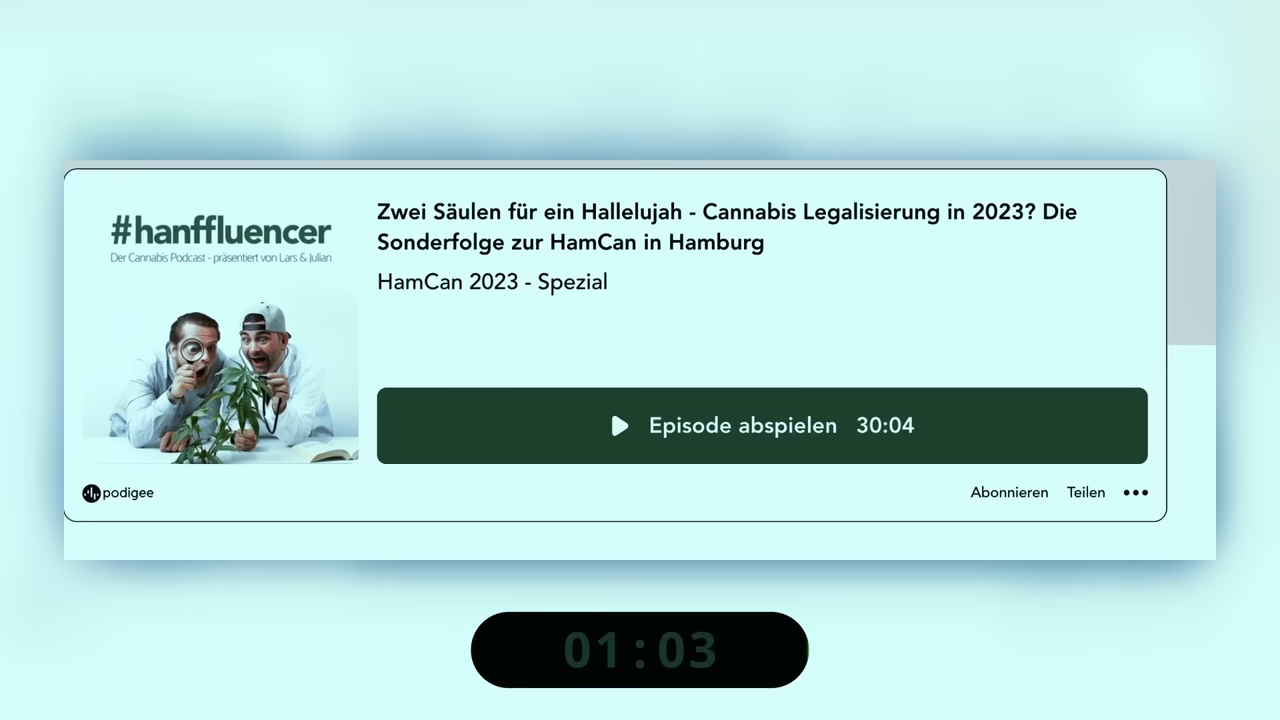 #hanffluencer
Der Cannabis Podcast - präsentiert von Lars & Julian
Zwei Säulen für ein Hallelujah - Cannabis Legalisierung in 2023? Die
Sonderfolge zur HamCan in Hamburg
HamCan 2023 - Spezial
Episode abspielen 30:04
podigee
Abonnieren Teilen
01:03